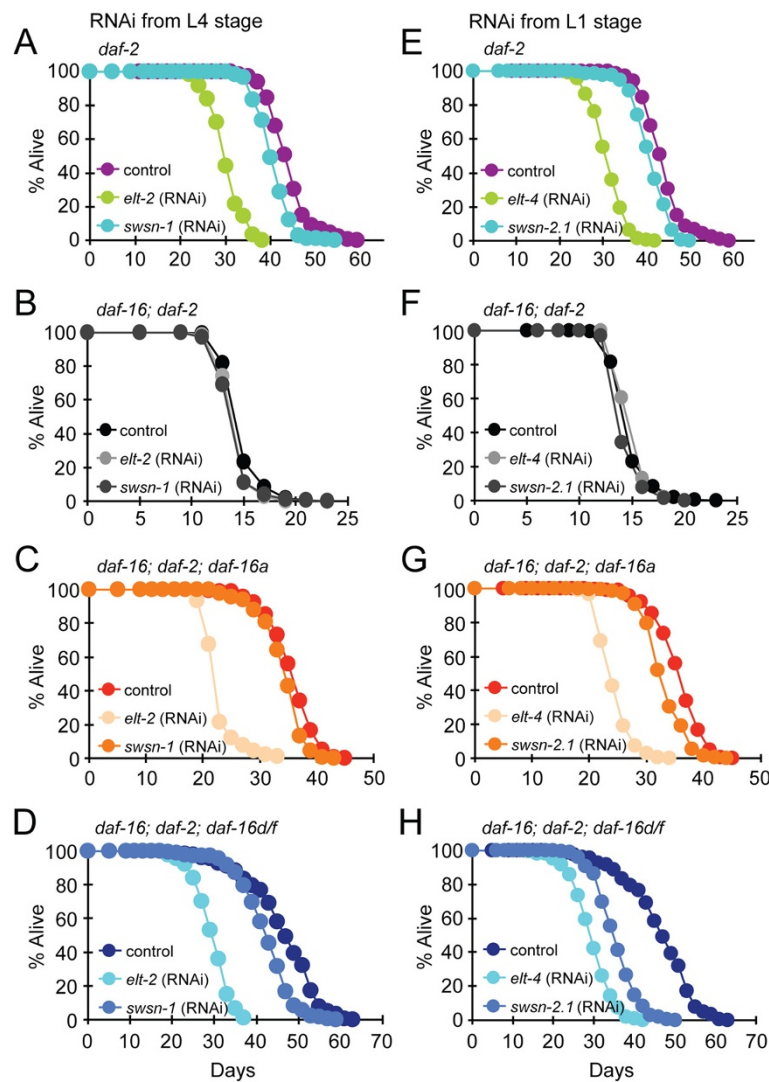 RNAi from L4 stage
A
daf-2
% Alive
100
80
60
40
20
0
control
elt-2 (RNAi)
swsn-1 (RNAi)
0 10 20 30 40 50 60
B
daf-16; daf-2
% Alive
100
80
60
40
20
0
control
elt-2 (RNAi)
swsn-1 (RNAi)
0 5 10 15 20 25
C
daf-16; daf-2; daf-16a
% Alive
100
80
60
40
20
0
control
elt-2 (RNAi)
swsn-1 (RNAi)
0 10 20 30 40 50
D
daf-16; daf-2; daf-16d/f
% Alive
100
80
60
40
20
0
control
elt-2 (RNAi)
swsn-1 (RNAi)
0 10 20 30 40 50 60 70
Days
RNAi from L1 stage
E
daf-2
% Alive
100
80
60
40
20
0
control
elt-4 (RNAi)
swsn-2.1 (RNAi)
0 10 20 30 40 50 60
F
daf-16; daf-2
% Alive
100
80
60
40
20
0
control
elt-4 (RNAi)
swsn-2.1 (RNAi)
0 5 10 15 20 25
G
daf-16; daf-2; daf-16a
% Alive
100
80
60
40
20
0
control
elt-4 (RNAi)
swsn-2.1 (RNAi)
0 10 20 30 40 50
H
daf-16; daf-2; daf-16d/f
% Alive
100
80
60
40
20
0
control
elt-4 (RNAi)
swsn-2.1 (RNAi)
0 10 20 30 40 50 60 70
Days